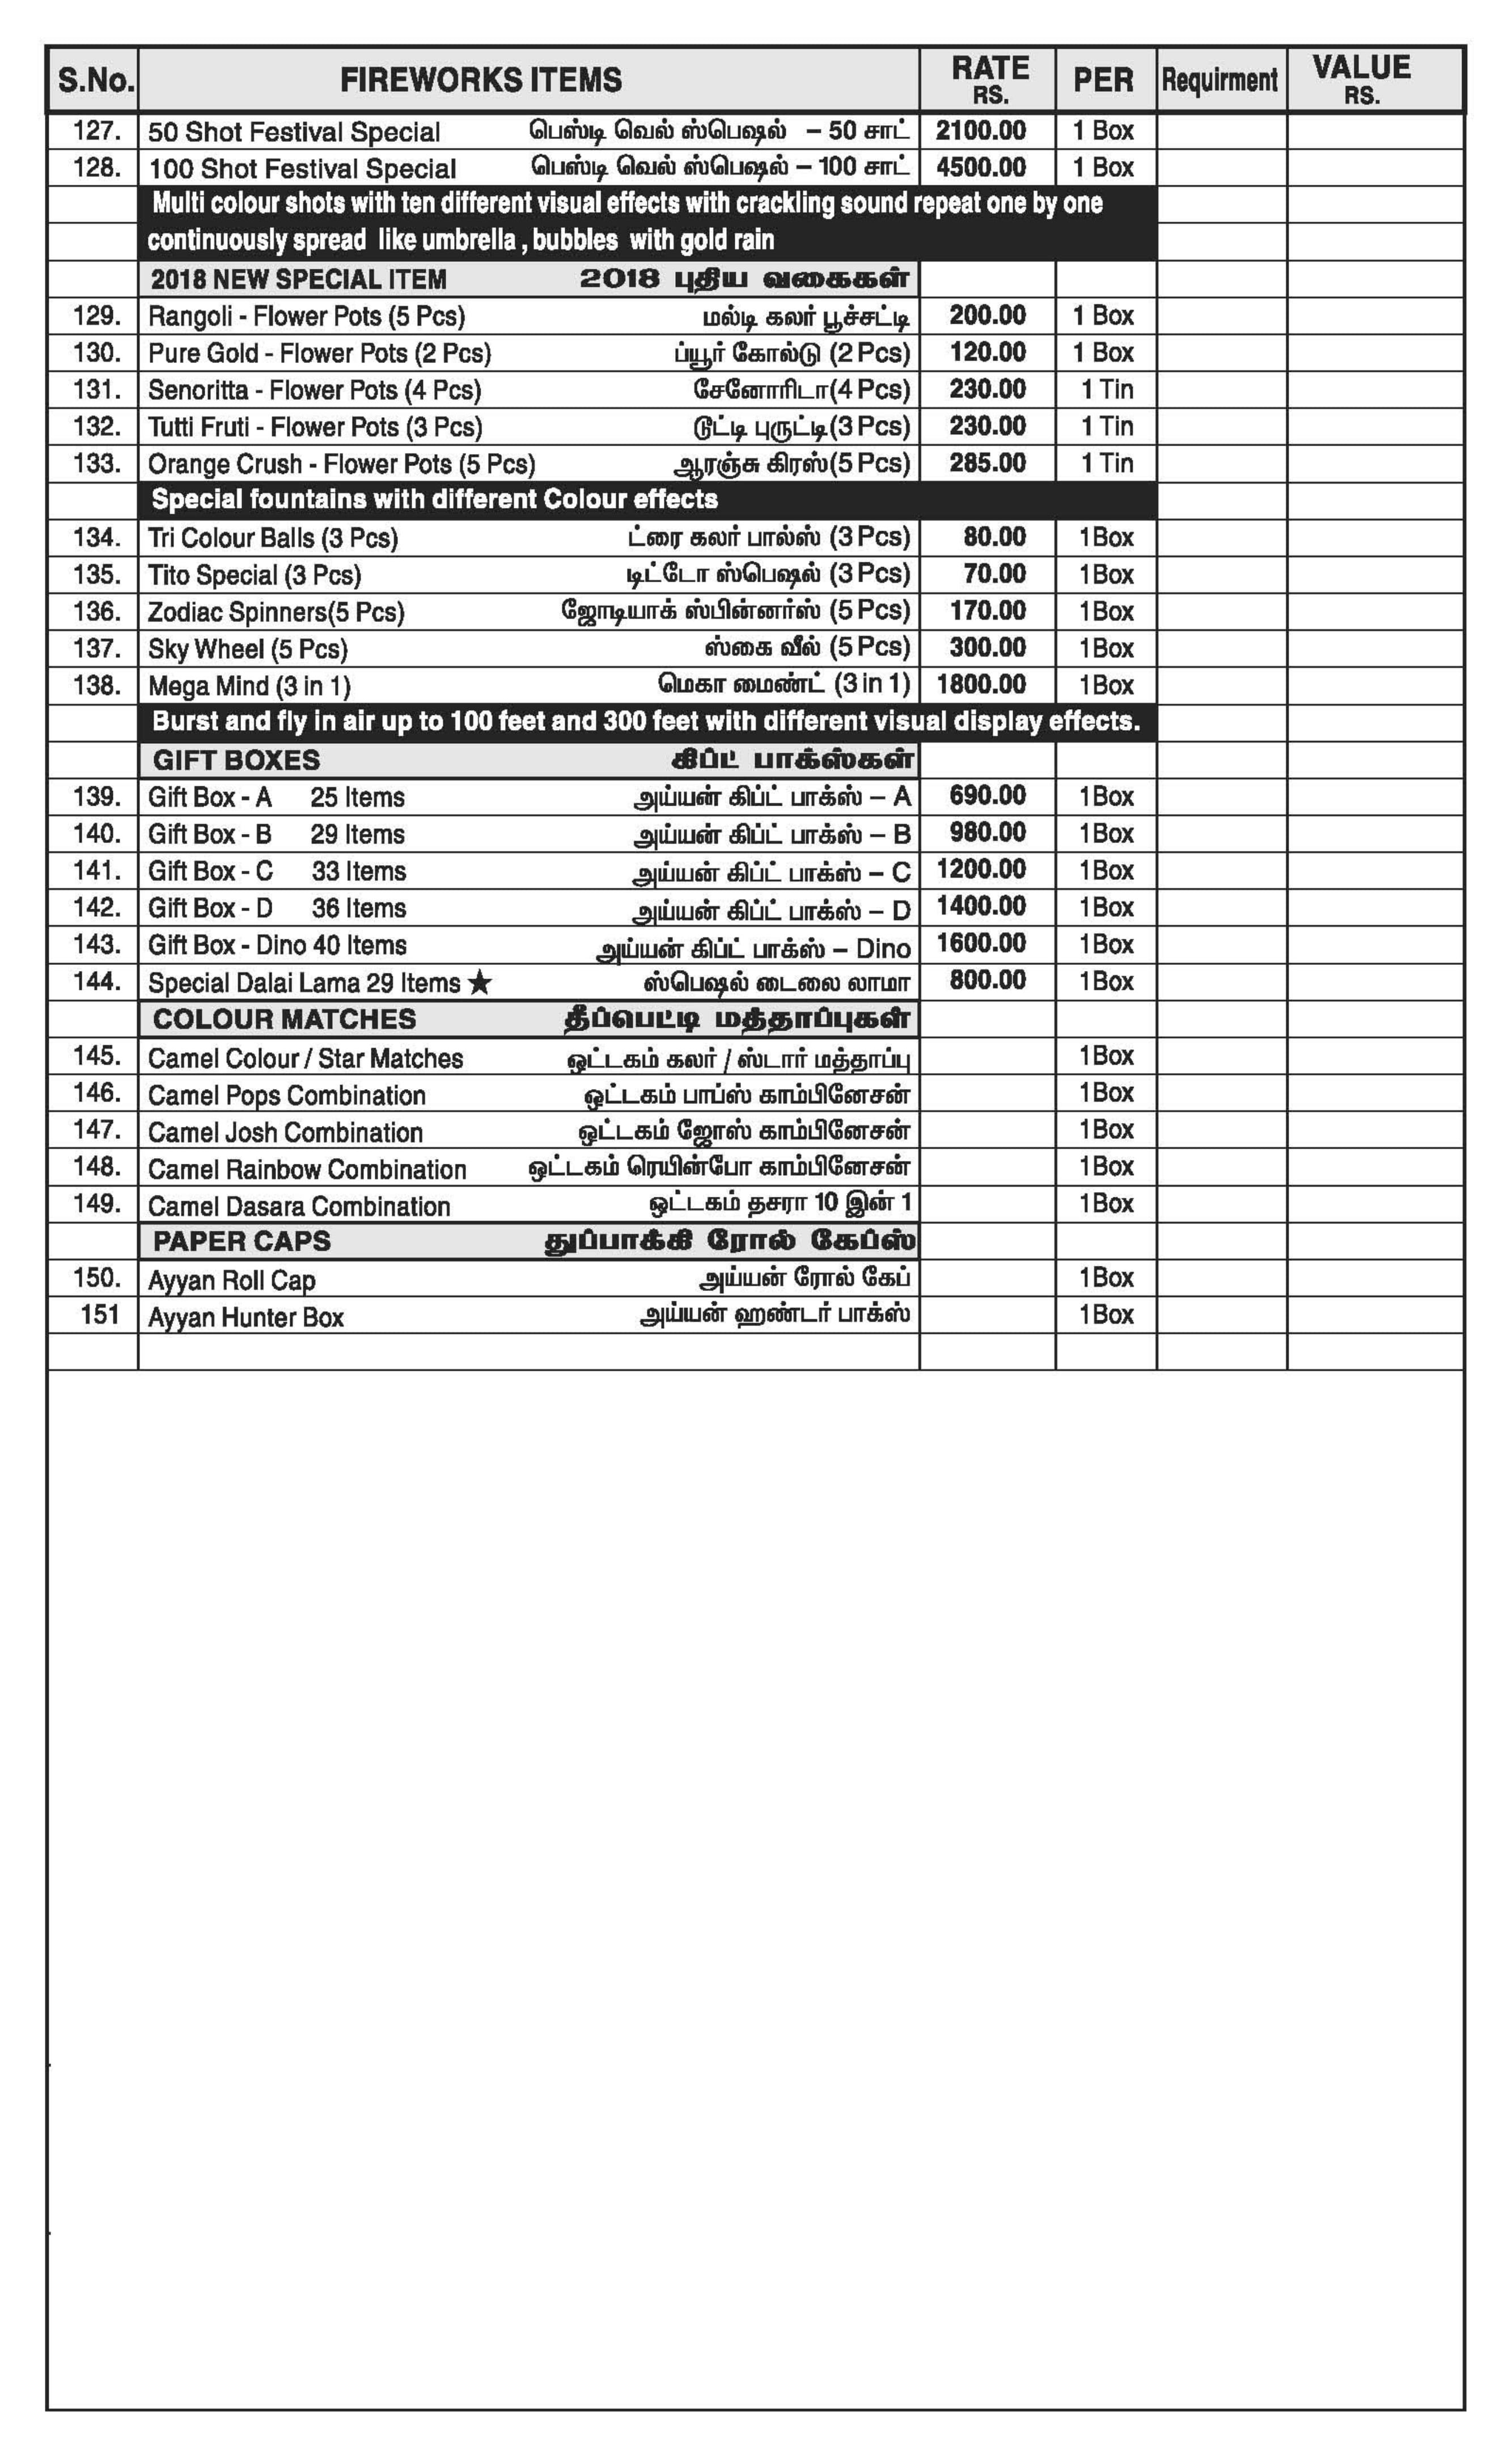 S.No. FIREWORKS ITEMS RATE RS. PER Requirment VALUE RS.
127. 50 Shot Festival Special பெஸ்டி வெல் ஸ்பெஷல் – 50 சாட் 2100.00 1 Box
128. 100 Shot Festival Special பெஸ்டி வெல் ஸ்பெஷல் – 100 சாட் 4500.00 1 Box
Multi colour shots with ten different visual effects with crackling sound repeat one by one
continuously spread like umbrella , bubbles with gold rain
2018 NEW SPECIAL ITEM 2018 புதிய வகைகள்
129. Rangoli - Flower Pots (5 Pcs) மல்டி கலர் பூச்சட்டி 200.00 1 Box
130. Pure Gold - Flower Pots (2 Pcs) ப்யூர் கோல்டு (2 Pcs) 120.00 1 Box
131. Senoritta - Flower Pots (4 Pcs) சேனோரிடா(4 Pcs) 230.00 1 Tin
132. Tutti Fruti - Flower Pots (3 Pcs) டூட்டி புருட்டி(3 Pcs) 230.00 1 Tin
133. Orange Crush - Flower Pots (5 Pcs) ஆரஞ்சு கிரஸ்(5 Pcs) 285.00 1 Tin
Special fountains with different Colour effects
134. Tri Colour Balls (3 Pcs) ட்ரை கலர் பால்ஸ் (3 Pcs) 80.00 1Box
135. Tito Special (3 Pcs) டிட்டோ ஸ்பெஷல் (3 Pcs) 70.00 1Box
136. Zodiac Spinners(5 Pcs) ஜோடியாக் ஸ்பின்னர்ஸ் (5 Pcs) 170.00 1Box
137. Sky Wheel (5 Pcs) ஸ்கை வீல் (5 Pcs) 300.00 1Box
138. Mega Mind (3 in 1) மெகா மைண்ட் (3 in 1) 1800.00 1Box
Burst and fly in air up to 100 feet and 300 feet with different visual display effects.
GIFT BOXES கிப்ட் பாக்ஸ்கள்
139. Gift Box - A 25 Items அய்யன் கிப்ட் பாக்ஸ் – A 690.00 1Box
140. Gift Box - B 29 Items அய்யன் கிப்ட் பாக்ஸ் – B 980.00 1Box
141. Gift Box - C 33 Items அய்யன் கிப்ட் பாக்ஸ் – C 1200.00 1Box
142. Gift Box - D 36 Items அய்யன் கிப்ட் பாக்ஸ் – D 1400.00 1Box
143. Gift Box - Dino 40 Items அய்யன் கிப்ட் பாக்ஸ் – Dino 1600.00 1Box
144. Special Dalai Lama 29 Items ★ ஸ்பெஷல் டைலை லாமா 800.00 1Box
COLOUR MATCHES தீப்பெட்டி மத்தாப்புகள்
145. Camel Colour / Star Matches ஒட்டகம் கலர் / ஸ்டார் மத்தாப்பு 1Box
146. Camel Pops Combination ஒட்டகம் பாப்ஸ் காம்பினேசன் 1Box
147. Camel Josh Combination ஒட்டகம் ஜோஸ் காம்பினேசன் 1Box
148. Camel Rainbow Combination ஒட்டகம் ரெயின்போ காம்பினேசன் 1Box
149. Camel Dasara Combination ஒட்டகம் தசரா 10 இன் 1 1Box
PAPER CAPS துப்பாக்கி ரோல் கேப்ஸ்
150. Ayyan Roll Cap அய்யன் ரோல் கேப் 1Box
151 Ayyan Hunter Box அய்யன் ஹண்டர் பாக்ஸ் 1Box